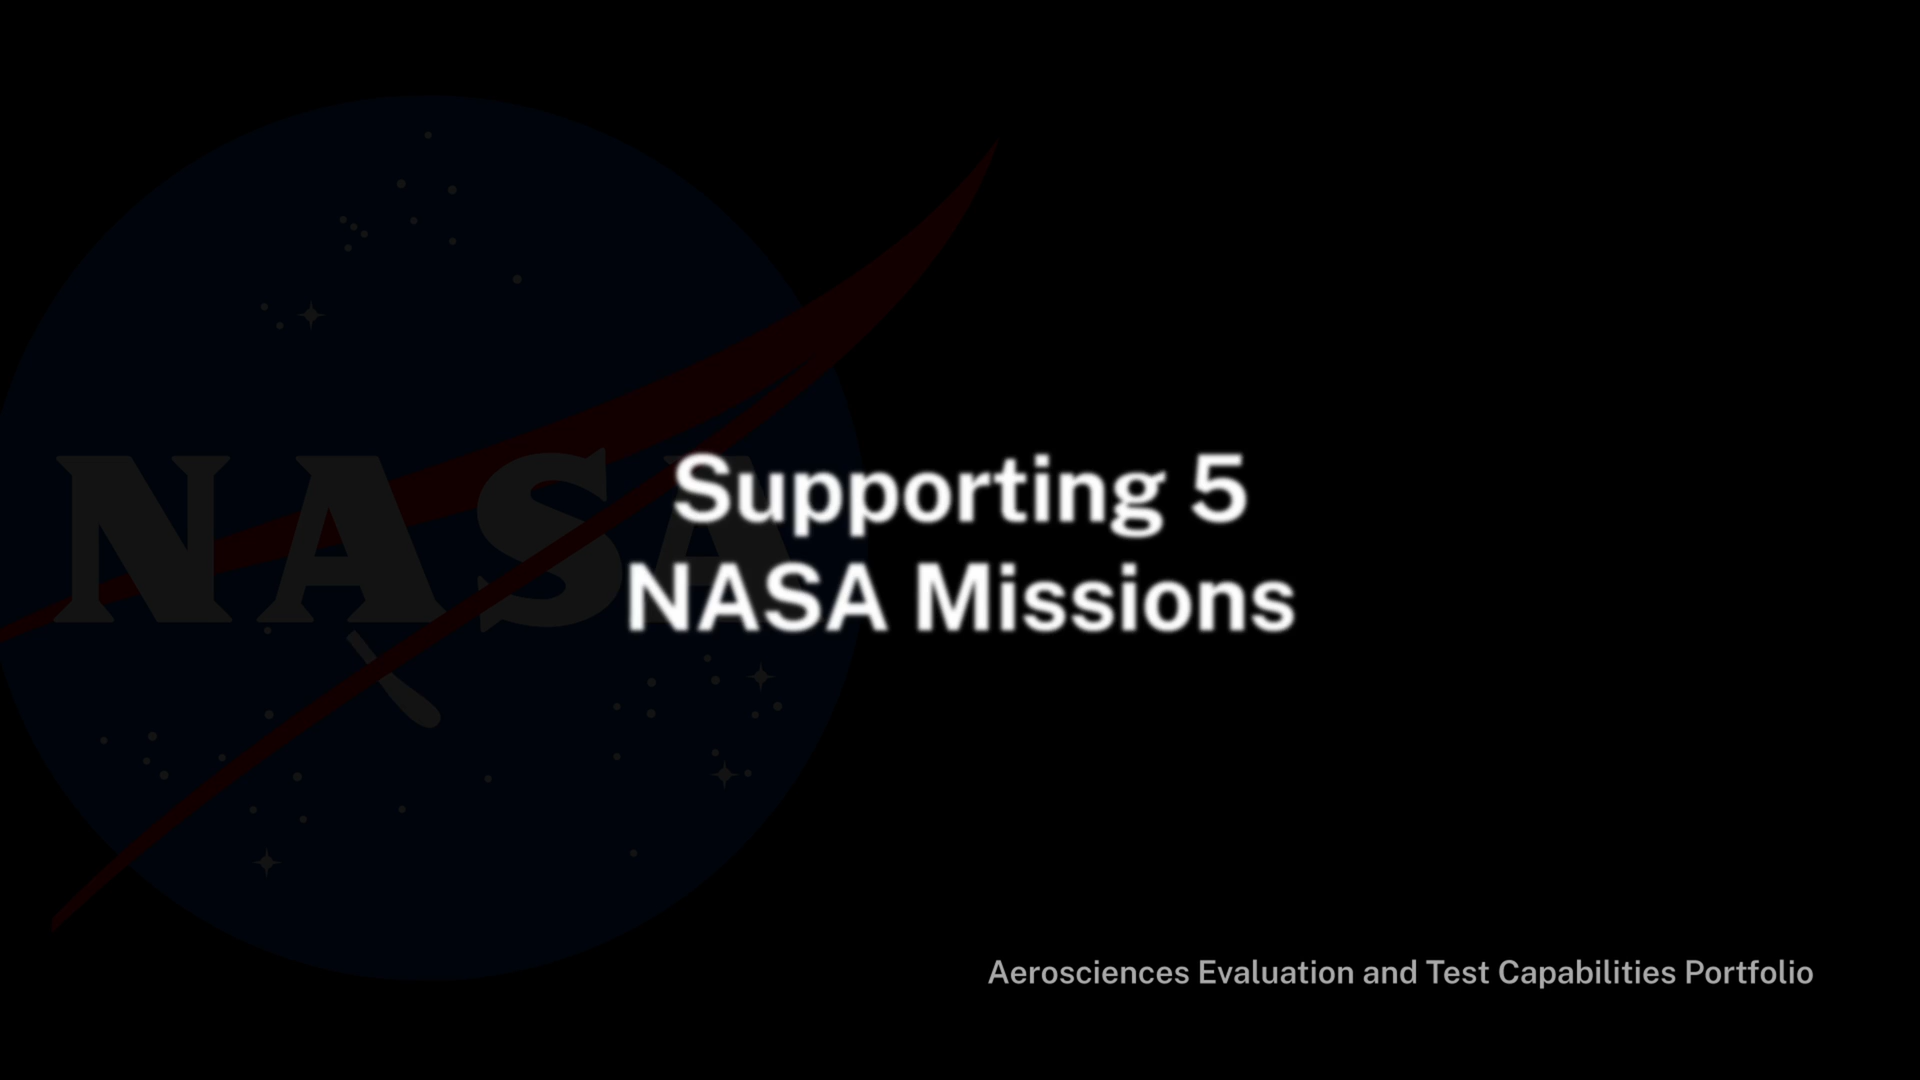 NASA
Supporting 5
NASA Missions
Aerosciences Evaluation and Test Capabilities Portfolio